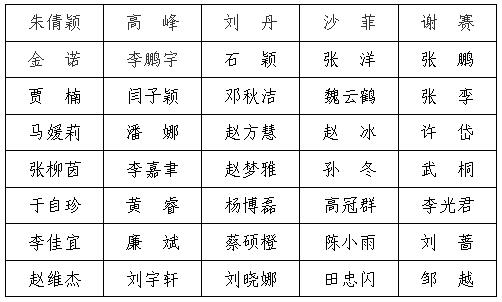 朱倩颖 高峰 刘丹 沙菲 谢赛
金诺 李鹏宇 石颖 张洋 张鹏
贾楠 闫子颖 邓秋洁 魏云鹤 张孪
马媛莉 潘娜 赵方慧 赵冰 许岱
张柳茵 李嘉聿 赵梦雅 孙冬 武桐
于自珍 黄睿 杨博磊 高冠群 李光君
李佳宜 廉斌 蔡硕橙 陈小雨 刘蔷
赵维杰 刘宇轩 刘晓娜 田忠闪 邹越